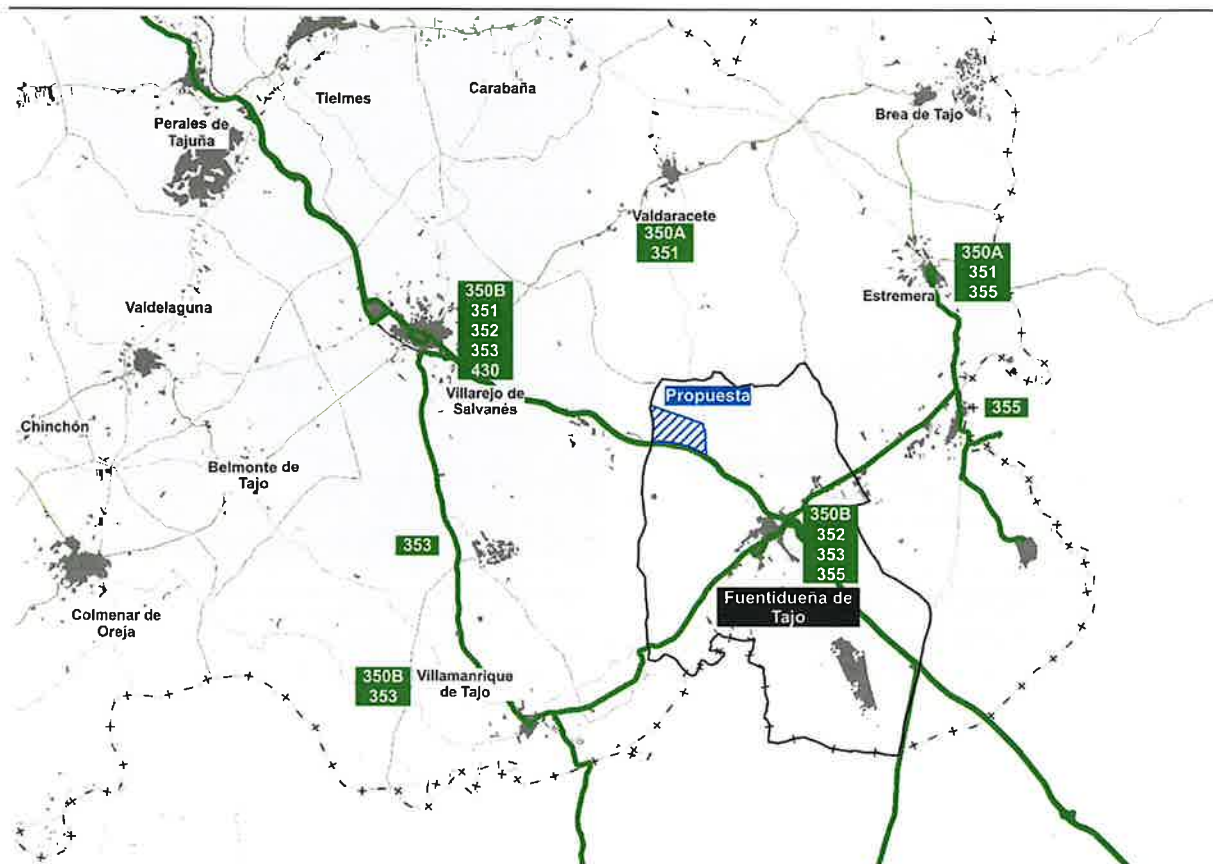 Carabaña
Tielmes
Brea de Tajo
Perales de
Tajuña
Valdaracete
350A
351
350A
351
355
Estremera
Valdelaguna
350B
351
352
353
430
Villarejo de
Salvanés
Propuesta
355
Chinchón
Belmonte de
Tajo
353
350B
352
353
355
Fuentidueña de
Tajo
Colmenar de
Oreja
350B
353
Villamanrique
de Tajo